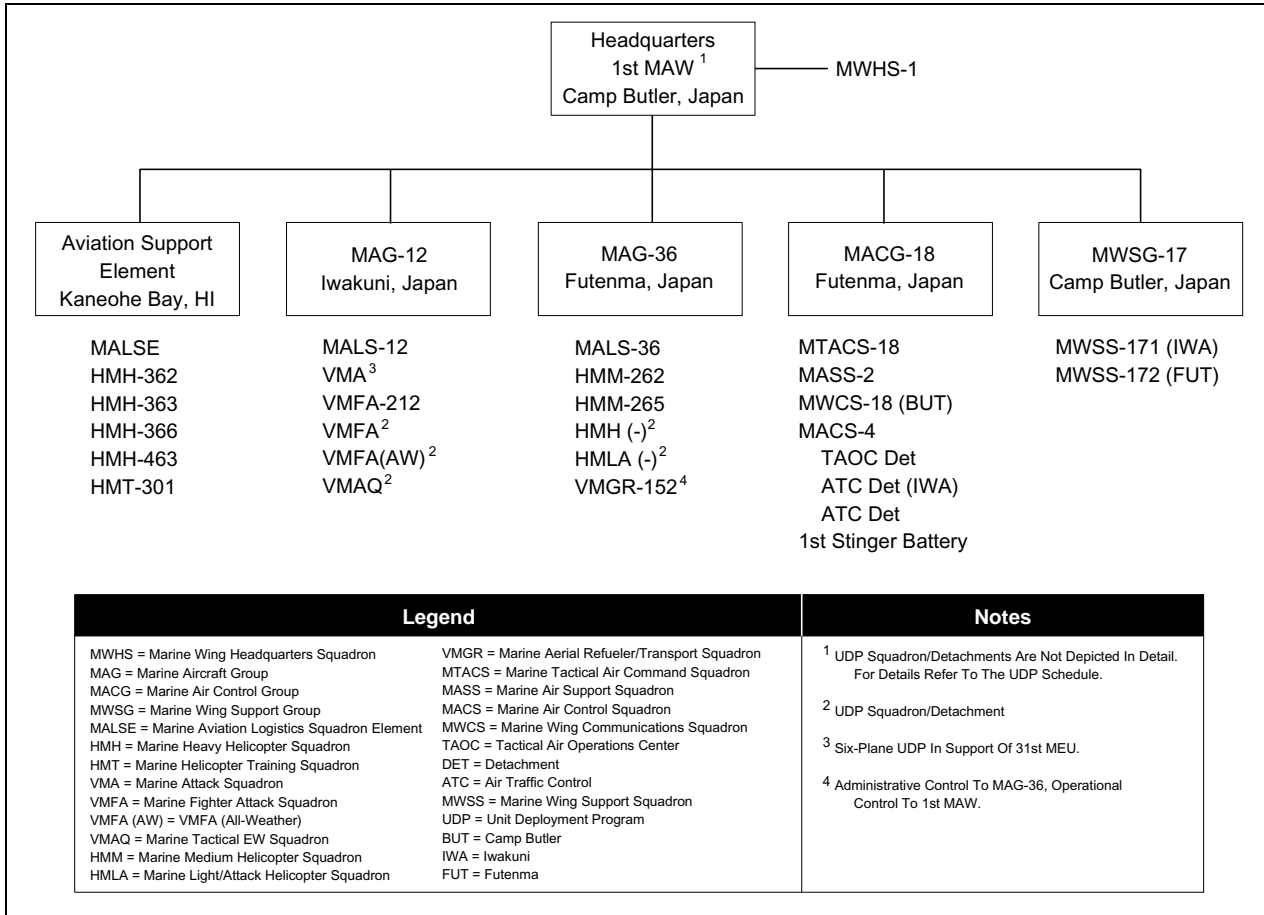 Headquarters
1st MAW 1
Camp Butler, Japan
MWHS-1
Aviation Support
Element
Kaneohe Bay, HI
MALSE
HMH-362
HMH-363
HMH-366
HMH-463
HMT-301
MAG-12
Iwakuni, Japan
MALS-12
VMA3
VMFA-212
VMFA2
VMFA(AW)2
VMAQ2
MAG-36
Futenma, Japan
MALS-36
HMM-262
HMM-265
HMH (-)2
HMLA (-)2
VMGR-1524
MACG-18
Futenma, Japan
MTACS-18
MASS-2
MWCS-18 (BUT)
MACS-4
TAOC Det
ATC Det (IWA)
ATC Det
1st Stinger Battery
MWSG-17
Camp Butler, Japan
MWSS-171 (IWA)
MWSS-172 (FUT)
Legend
MWHS = Marine Wing Headquarters Squadron
MAG = Marine Aircraft Group
MACG = Marine Air Control Group
MWSG = Marine Wing Support Group
MALSE = Marine Aviation Logistics Squadron Element
HMH = Marine Heavy Helicopter Squadron
HMT = Marine Helicopter Training Squadron
VMA = Marine Attack Squadron
VMFA = Marine Fighter Attack Squadron
VMFA (AW) = VMFA (All-Weather)
VMAQ = Marine Tactical EW Squadron
HMM = Marine Medium Helicopter Squadron
HMLA = Marine Light/Attack Helicopter Squadron
VMGR = Marine Aerial Refueler/Transport Squadron
MTACS = Marine Tactical Air Command Squadron
MASS = Marine Air Support Squadron
MACS = Marine Air Control Squadron
MWCS = Marine Wing Communications Squadron
TAOC = Tactical Air Operations Center
DET = Detachment
ATC = Air Traffic Control
MWSS = Marine Wing Support Squadron
UDP = Unit Deployment Program
BUT = Camp Butler
IWA = Iwakuni
FUT = Futenma
Notes
1 UDP Squadron/Detachments Are Not Depicted In Detail.
For Details Refer To The UDP Schedule.
2 UDP Squadron/Detachment
3 Six-Plane UDP In Support Of 31st MEU.
4 Administrative Control To MAG-36, Operational
Control To 1st MAW.